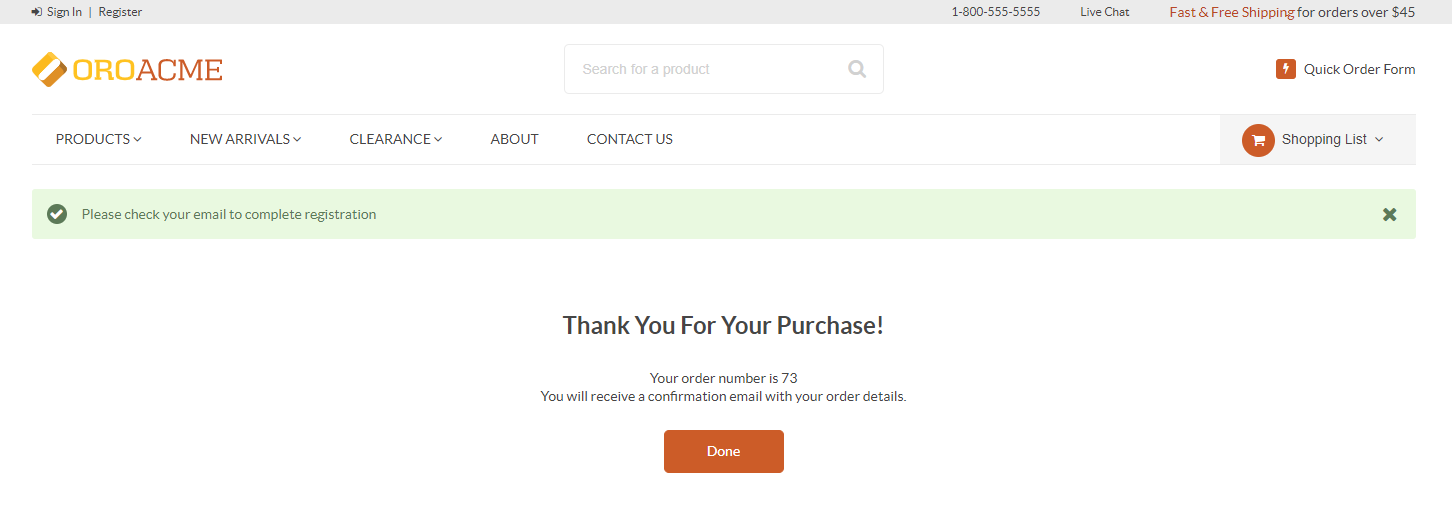 Sign In | Register
1-800-555-5555
Live Chat
Fast & Free Shipping for orders over $45
OROACME
Search for a product
Quick Order Form
PRODUCTS
NEW ARRIVALS
CLEARANCE
ABOUT
CONTACT US
Shopping List
Please check your email to complete registration
Thank You For Your Purchase!
Your order number is 73
You will receive a confirmation email with your order details.
Done